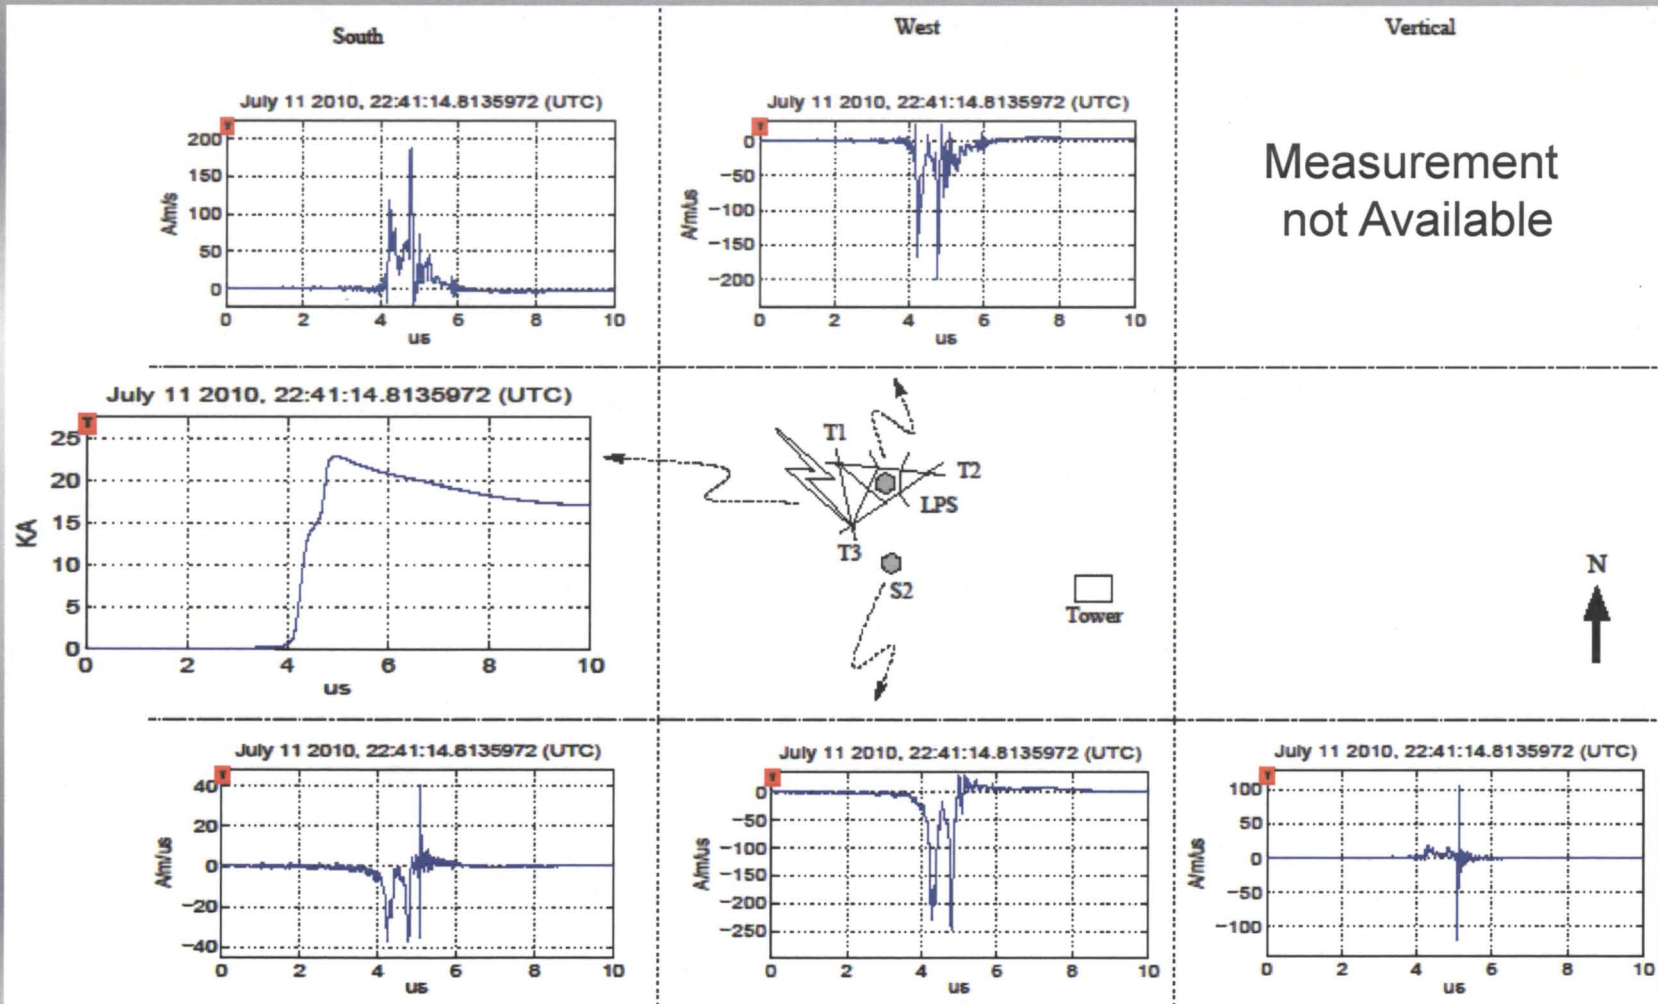 South
West
Vertical
July 11 2010, 22:41:14.8135972 (UTC)
T
200
150
100
50
0
A/m/s
0 2 4 6 8 10
us
July 11 2010, 22:41:14.8135972 (UTC)
T
0
−50
−100
−150
−200
A/m/us
0 2 4 6 8 10
us
Measurement
not Available
July 11 2010, 22:41:14.8135972 (UTC)
T
25
20
15
10
5
0
KA
0 2 4 6 8 10
us
T1
T2
LPS
T3
S2
Tower
N
July 11 2010, 22:41:14.8135972 (UTC)
T
40
20
0
−20
−40
A/m/us
0 2 4 6 8 10
us
July 11 2010, 22:41:14.8135972 (UTC)
T
0
−50
−100
−150
−200
−250
A/m/us
0 2 4 6 8 10
us
July 11 2010, 22:41:14.8135972 (UTC)
T
100
50
0
−50
−100
A/m/us
0 2 4 6 8 10
us